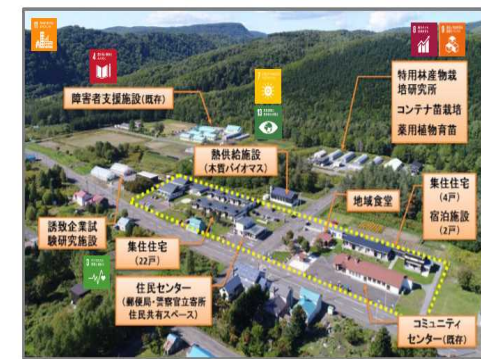 障害者支援施設(既存)
特用林産物栽
培研究所
コンテナ苗栽培
薬用植物育苗
熱供給施設
(木質バイオマス)
地域食堂
集住住宅
(4戸)
宿泊施設
(2戸)
誘致企業試
験研究施設
集住住宅
(22戸)
住民センター
(郵便局・警察官立寄所
住民共有スペース)
コミュニティ
センター(既存)